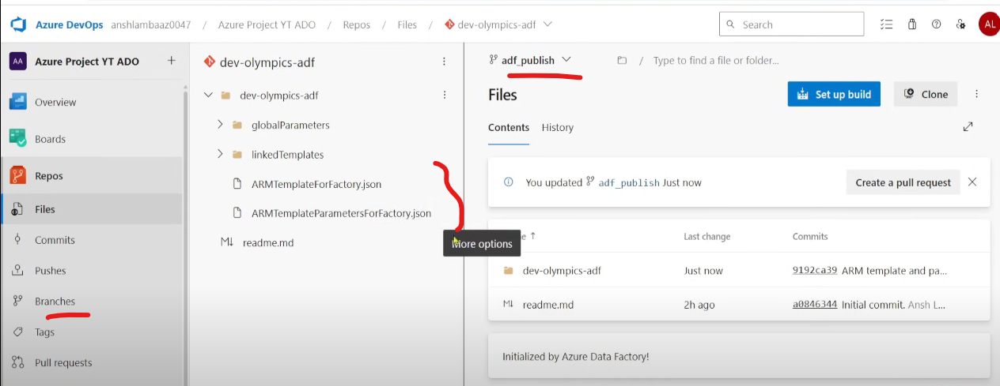 Azure DevOps anshlambaaz0047 / Azure Project YT ADO / Repos / Files / dev-olympics-adf
Search
AL
AA Azure Project YT ADO +
Overview
Boards
Repos
Files
Commits
Pushes
Branches
Tags
Pull requests
dev-olympics-adf
dev-olympics-adf
globalParameters
linkedTemplates
ARMTemplateForFactory.json
ARMTemplateParametersForFactory.json
M↓ readme.md
More options
adf_publish / Type to find a file or folder...
Files
Set up build
Clone
Contents History
You updated adf_publish Just now
Create a pull request
↑ Last change Commits
dev-olympics-adf Just now 9192ca39 ARM template and pa...
M↓ readme.md 2h ago a0846344 Initial commit. Ansh L...
Initialized by Azure Data Factory!